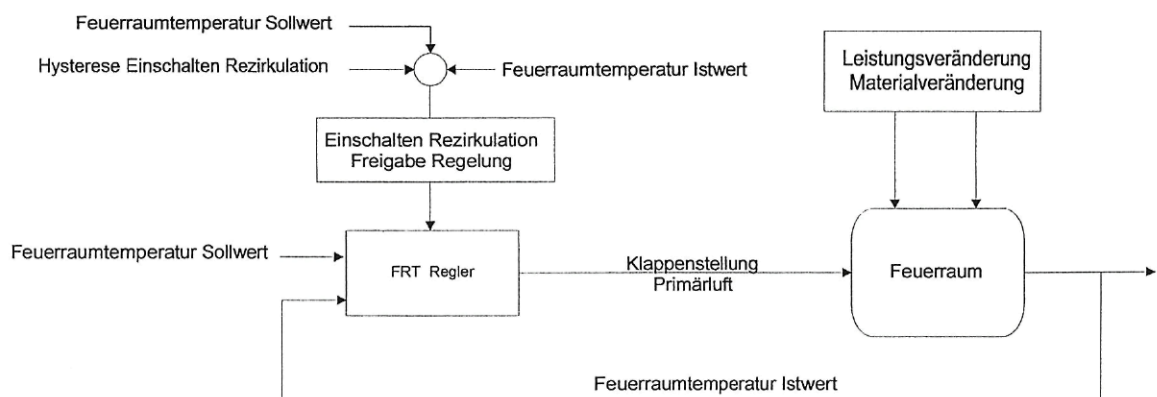 Feuerraumtemperatur Sollwert
Hysterese Einschalten Rezirkulation
Feuerraumtemperatur Istwert
Leistungsveränderung
Materialveränderung
Einschalten Rezirkulation
Freigabe Regelung
Feuerraumtemperatur Sollwert
FRT Regler
Klappenstellung
Primärluft
Feuerraum
Feuerraumtemperatur Istwert